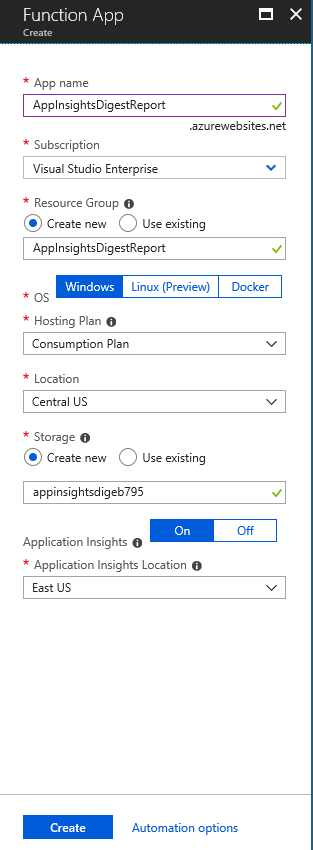 Function App
Create
* App name
AppInsightsDigestReport
.azurewebsites.net
* Subscription
Visual Studio Enterprise
* Resource Group
Create new Use existing
AppInsightsDigestReport
* OS Windows Linux (Preview) Docker
* Hosting Plan
Consumption Plan
* Location
Central US
* Storage
Create new Use existing
appinsightsdigeb795
Application Insights On Off
* Application Insights Location
East US
Create Automation options